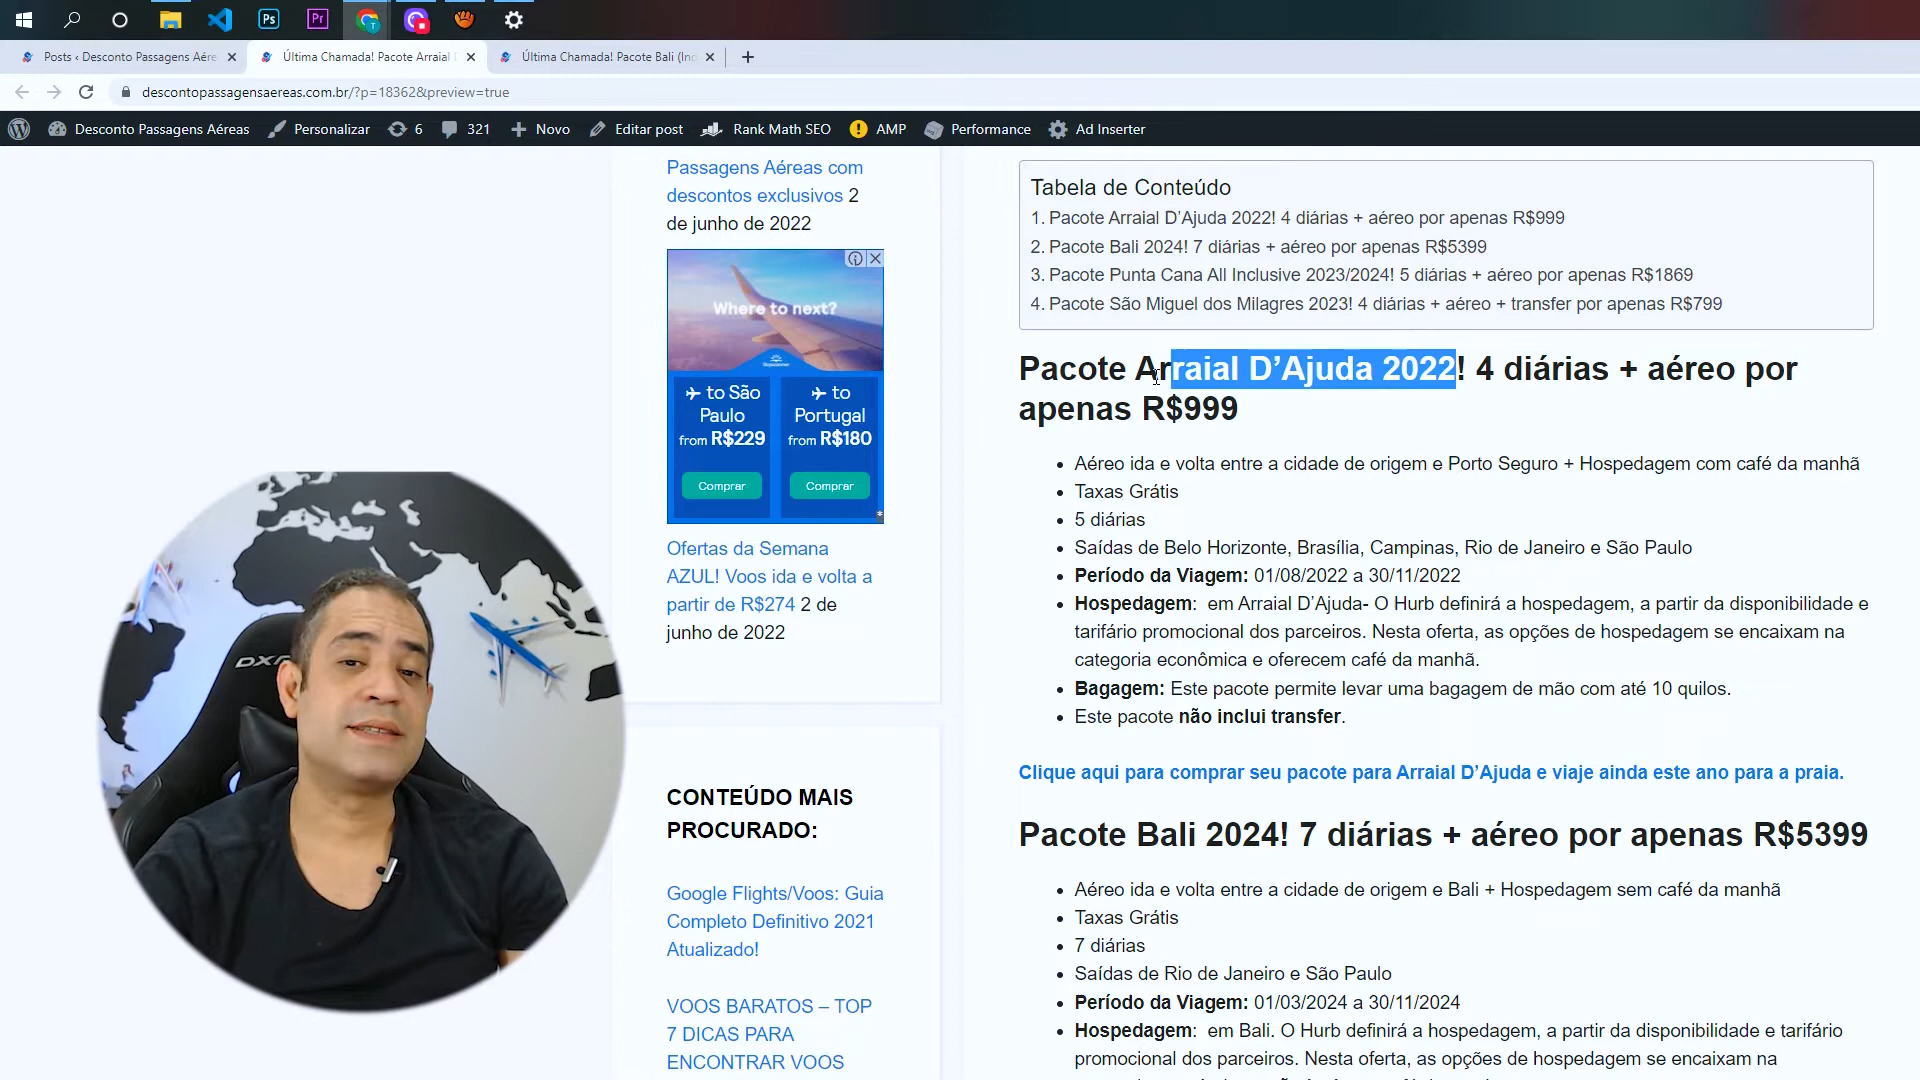 Posts ‹ Desconto Passagens Aére
Última Chamada! Pacote Arraial D
Última Chamada! Pacote Bali (Ind
descontopassagensaereas.com.br/?p=18362&preview=true
Desconto Passagens Aéreas
Personalizar
6
321
Novo
Editar post
Rank Math SEO
AMP
Performance
Ad Inserter
Passagens Aéreas com
descontos exclusivos 2
de junho de 2022
Where to next?
to São
Paulo
from R$229
Comprar
to
Portugal
from R$180
Comprar
Ofertas da Semana
AZUL! Voos ida e volta a
partir de R$274 2 de
junho de 2022
CONTEÚDO MAIS
PROCURADO:
Google Flights/Voos: Guia
Completo Definitivo 2021
Atualizado!
VOOS BARATOS – TOP
7 DICAS PARA
ENCONTRAR VOOS
Tabela de Conteúdo
1. Pacote Arraial D’Ajuda 2022! 4 diárias + aéreo por apenas R$999
2. Pacote Bali 2024! 7 diárias + aéreo por apenas R$5399
3. Pacote Punta Cana All Inclusive 2023/2024! 5 diárias + aéreo por apenas R$1869
4. Pacote São Miguel dos Milagres 2023! 4 diárias + aéreo + transfer por apenas R$799
Pacote Arraial D’Ajuda 2022! 4 diárias + aéreo por
apenas R$999
• Aéreo ida e volta entre a cidade de origem e Porto Seguro + Hospedagem com café da manhã
• Taxas Grátis
• 5 diárias
• Saídas de Belo Horizonte, Brasília, Campinas, Rio de Janeiro e São Paulo
• Período da Viagem: 01/08/2022 a 30/11/2022
• Hospedagem: em Arraial D’Ajuda- O Hurb definirá a hospedagem, a partir da disponibilidade e
tarifário promocional dos parceiros. Nesta oferta, as opções de hospedagem se encaixam na
categoria econômica e oferecem café da manhã.
• Bagagem: Este pacote permite levar uma bagagem de mão com até 10 quilos.
• Este pacote não inclui transfer.
Clique aqui para comprar seu pacote para Arraial D’Ajuda e viaje ainda este ano para a praia.
Pacote Bali 2024! 7 diárias + aéreo por apenas R$5399
• Aéreo ida e volta entre a cidade de origem e Bali + Hospedagem sem café da manhã
• Taxas Grátis
• 7 diárias
• Saídas de Rio de Janeiro e São Paulo
• Período da Viagem: 01/03/2024 a 30/11/2024
• Hospedagem: em Bali. O Hurb definirá a hospedagem, a partir da disponibilidade e tarifário
promocional dos parceiros. Nesta oferta, as opções de hospedagem se encaixam na
Ps
Pr
DXR